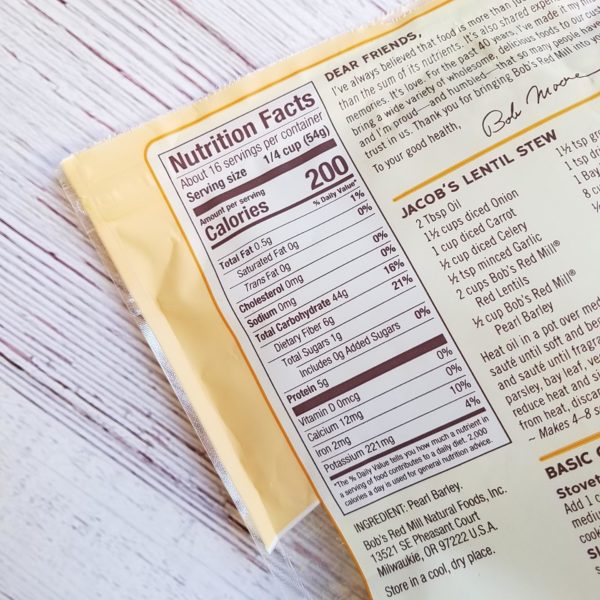 Nutrition Facts
About 16 servings per container
Serving size 1/4 cup (54g)
Amount per serving
Calories 200
% Daily Value*
Total Fat 0.5g 1%
Saturated Fat 0g 0%
Trans Fat 0g
Cholesterol 0mg 0%
Sodium 0mg 0%
Total Carbohydrate 44g 16%
Dietary Fiber 6g 21%
Total Sugars 1g
Includes 0g Added Sugars 0%
Protein 5g
Vitamin D 0mcg 0%
Calcium 12mg 0%
Iron 2mg 10%
Potassium 221mg 4%
*The % Daily Value tells you how much a nutrient in
a serving of food contributes to a daily diet. 2,000
calories a day is used for general nutrition advice.
INGREDIENT: Pearl Barley.
Bob's Red Mill Natural Foods, Inc.
13521 SE Pheasant Court
Milwaukie, OR 97222 U.S.A.
Store in a cool, dry place.
DEAR FRIENDS,
I've always believed that food is more than
than the sum of its nutrients. It's also shared
memories. It's love. For the past 40 years, I've made it my
bring a wide variety of wholesome, delicious foods to our
and I'm proud—and humbled—that so many people have
trust in us. Thank you for bringing Bob's Red Mill into
To your good health,
Bob Moore
JACOB'S LENTIL STEW
2 Tbsp Oil
1½ cups diced Onion
1 cup diced Carrot
½ cup diced Celery
½ tsp minced Garlic
2 cups Bob's Red Mill®
Red Lentils
½ cup Bob's Red Mill®
Pearl Barley
1½ tsp
1 tsp
1 Bay
Heat oil in a pot over
sauté until soft and
and sauté until
parsley, bay leaf,
reduce heat and
from heat,
~ Makes 4–8
BASIC
Add 1